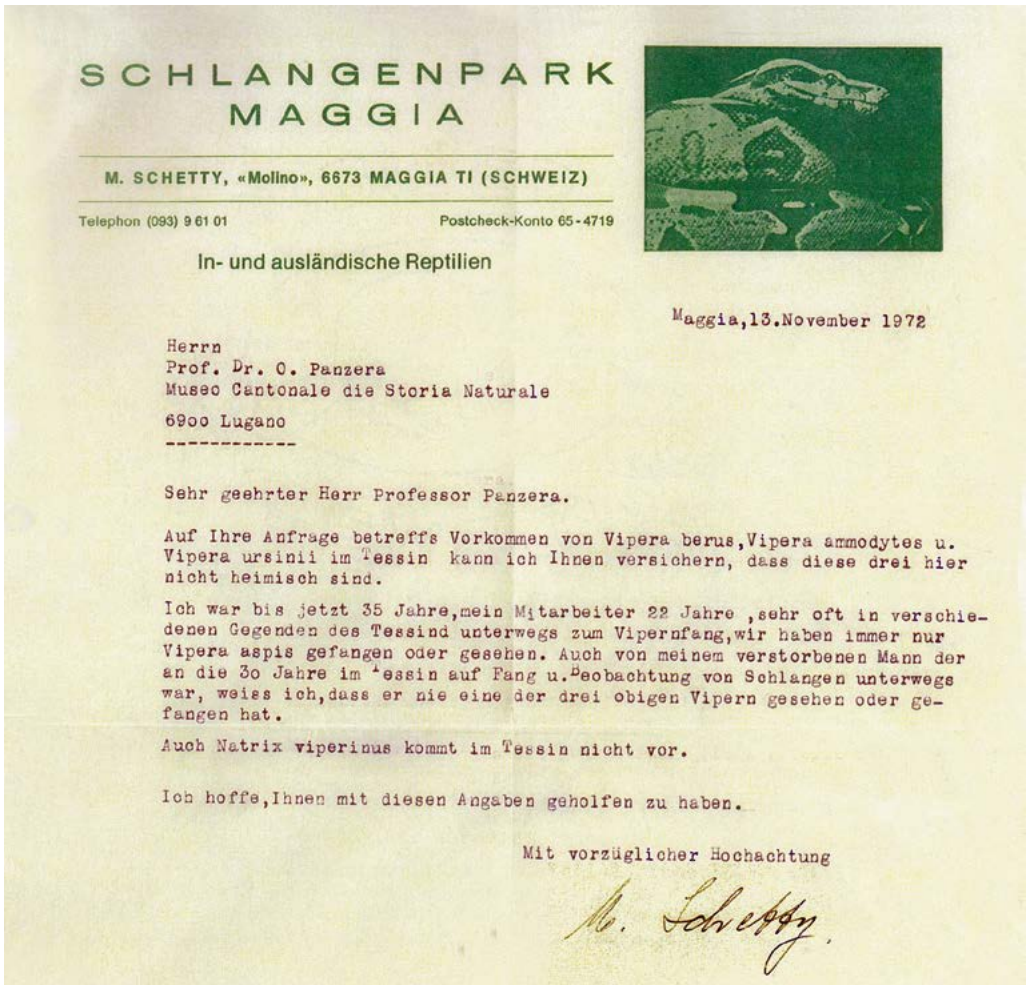 SCHLANGENPARK
MAGGIA
M. SCHETTY, «Molino», 6673 MAGGIA TI (SCHWEIZ)
Telephon (093) 9 61 01 Postcheck-Konto 65-4719
In- und ausländische Reptilien
Maggia,13.November 1972
Herrn
Prof. Dr. O. Panzera
Museo Cantonale die Storia Naturale
69oo Lugano
------------
Sehr geehrter Herr Professor Panzera.
Auf Ihre Anfrage betreffs Vorkommen von Vipera berus,Vipera ammodytes u.
Vipera ursinii im Tessin kann ich Ihnen versichern, dass diese drei hier
nicht heimisch sind.
Ich war bis jetzt 35 Jahre,mein Mitarbeiter 22 Jahre ,sehr oft in verschie-
denen Gegenden des Tessind unterwegs zum Vipernfang,wir haben immer nur
Vipera aspis gefangen oder gesehen. Auch von meinem verstorbenen Mann der
an die 3o Jahre im Tessin auf Fang u.Beobachtung von Schlangen unterwegs
war, weiss ich,dass er nie eine der drei obigen Vipern gesehen oder ge-
fangen hat.
Auch Natrix viperinus kommt im Tessin nicht vor.
Ich hoffe,Ihnen mit diesen Angaben geholfen zu haben.
Mit vorzüglicher Hochachtung
M. Schetty.